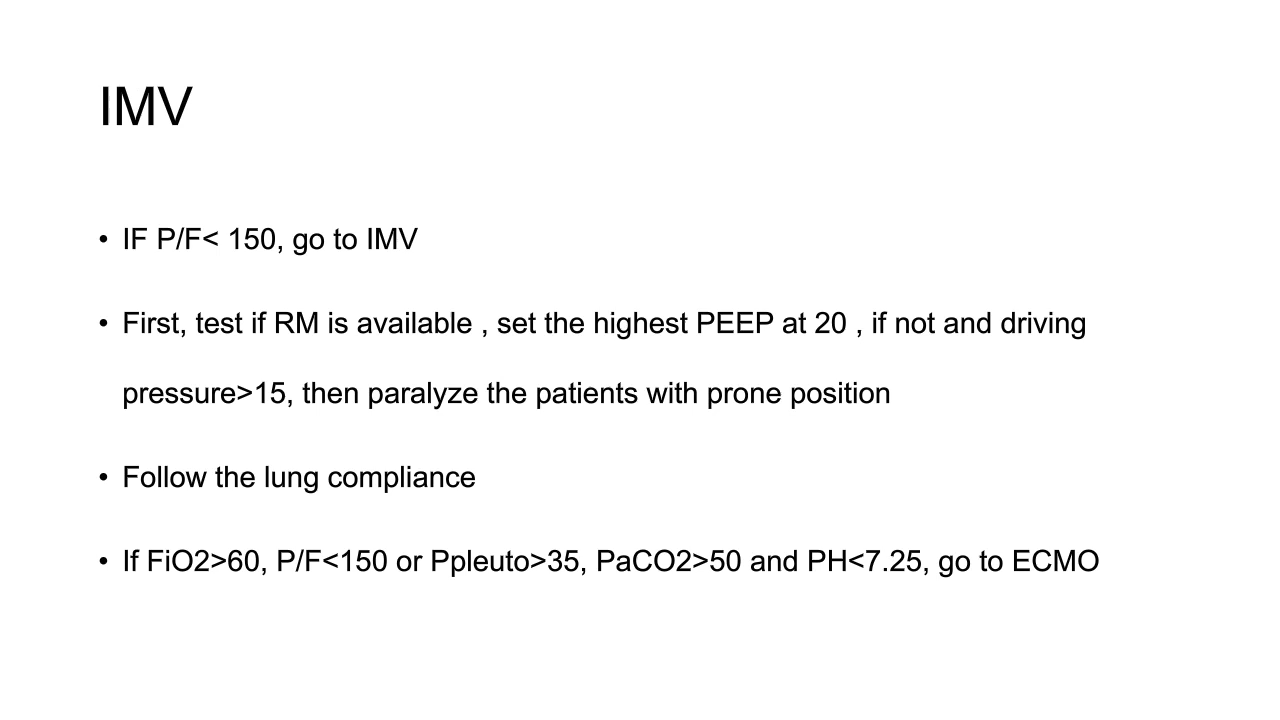 IMV
• IF P/F< 150, go to IMV
• First, test if RM is available , set the highest PEEP at 20 , if not and driving
pressure>15, then paralyze the patients with prone position
• Follow the lung compliance
• If FiO2>60, P/F<150 or Ppleuto>35, PaCO2>50 and PH<7.25, go to ECMO